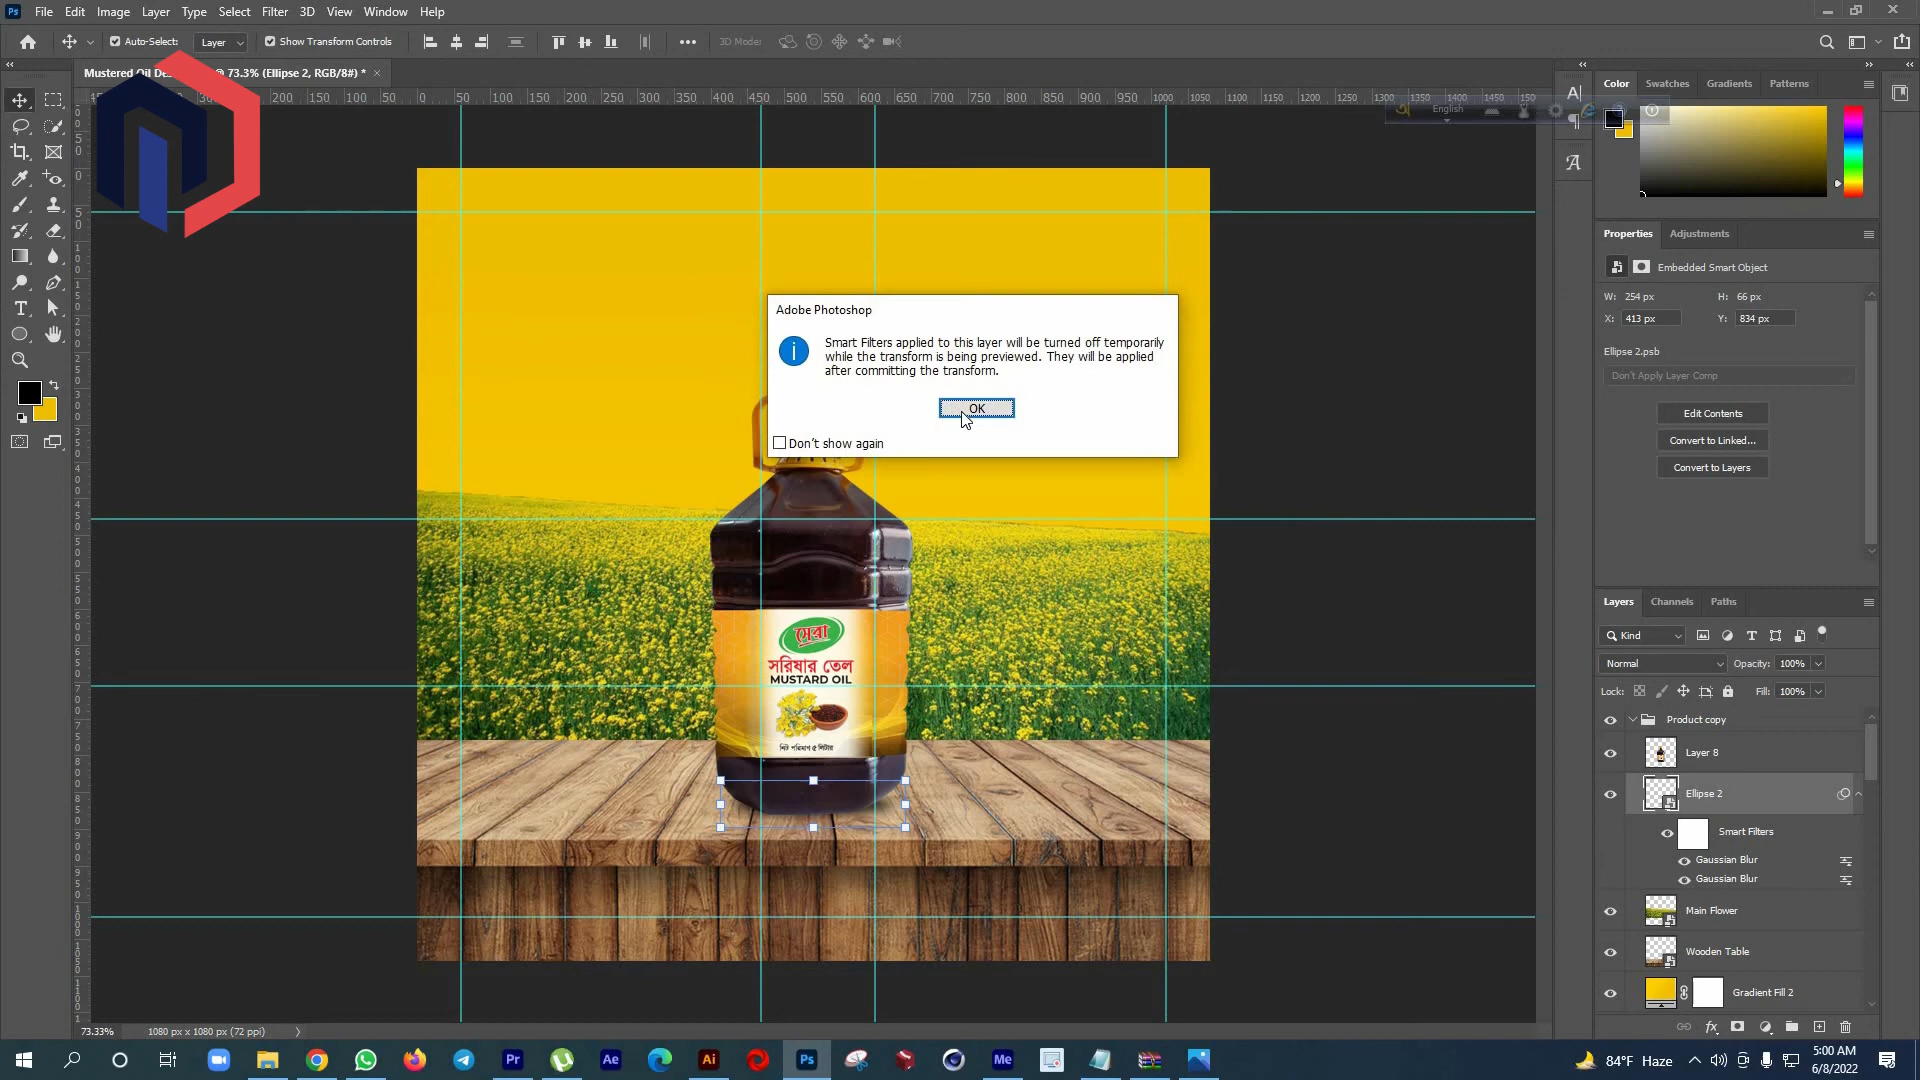 File Edit Image Layer Type Select Filter 3D View Window Help
Auto-Select: Layer Show Transform Controls 3D Mode:
Mustered Oil De @ 73.3% (Ellipse 2, RGB/8#) *
Color Swatches Gradients Patterns
English
Properties Adjustments
Embedded Smart Object
W: 254 px H: 66 px
X: 413 px Y: 834 px
Ellipse 2.psb
Don't Apply Layer Comp
Edit Contents
Convert to Linked...
Convert to Layers
Adobe Photoshop
Smart Filters applied to this layer will be turned off temporarily
while the transform is being previewed. They will be applied
after committing the transform.
OK
Don't show again
সেরা
সরিষার তেল
MUSTARD OIL
নিট পরিমাণ ৫ লিটার
Layers Channels Paths
Kind
Normal Opacity: 100%
Lock: Fill: 100%
Product copy
Layer 8
Ellipse 2
Smart Filters
Gaussian Blur
Gaussian Blur
Main Flower
Wooden Table
Gradient Fill 2
73.33% 1080 px x 1080 px (72 ppi)
84°F Haze
5:00 AM
6/8/2022